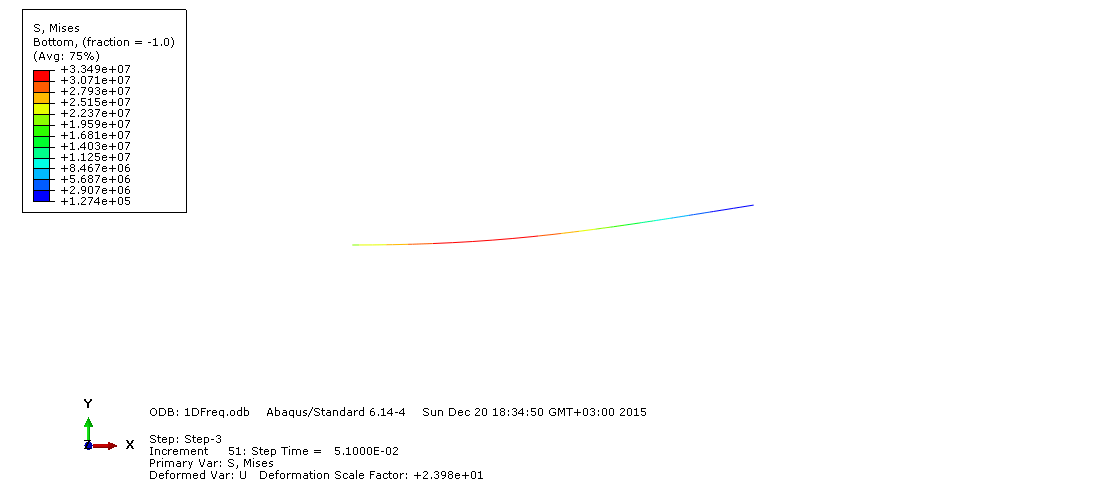 S, Mises
Bottom, (fraction = -1.0)
(Avg: 75%)
+3.349e+07
+3.071e+07
+2.793e+07
+2.515e+07
+2.237e+07
+1.959e+07
+1.681e+07
+1.403e+07
+1.125e+07
+8.467e+06
+5.687e+06
+2.907e+06
+1.274e+05
Y
X
ODB: 1DFreq.odb Abaqus/Standard 6.14-4 Sun Dec 20 18:34:50 GMT+03:00 2015
Step: Step-3
Increment 51: Step Time = 5.1000E-02
Primary Var: S, Mises
Deformed Var: U Deformation Scale Factor: +2.398e+01